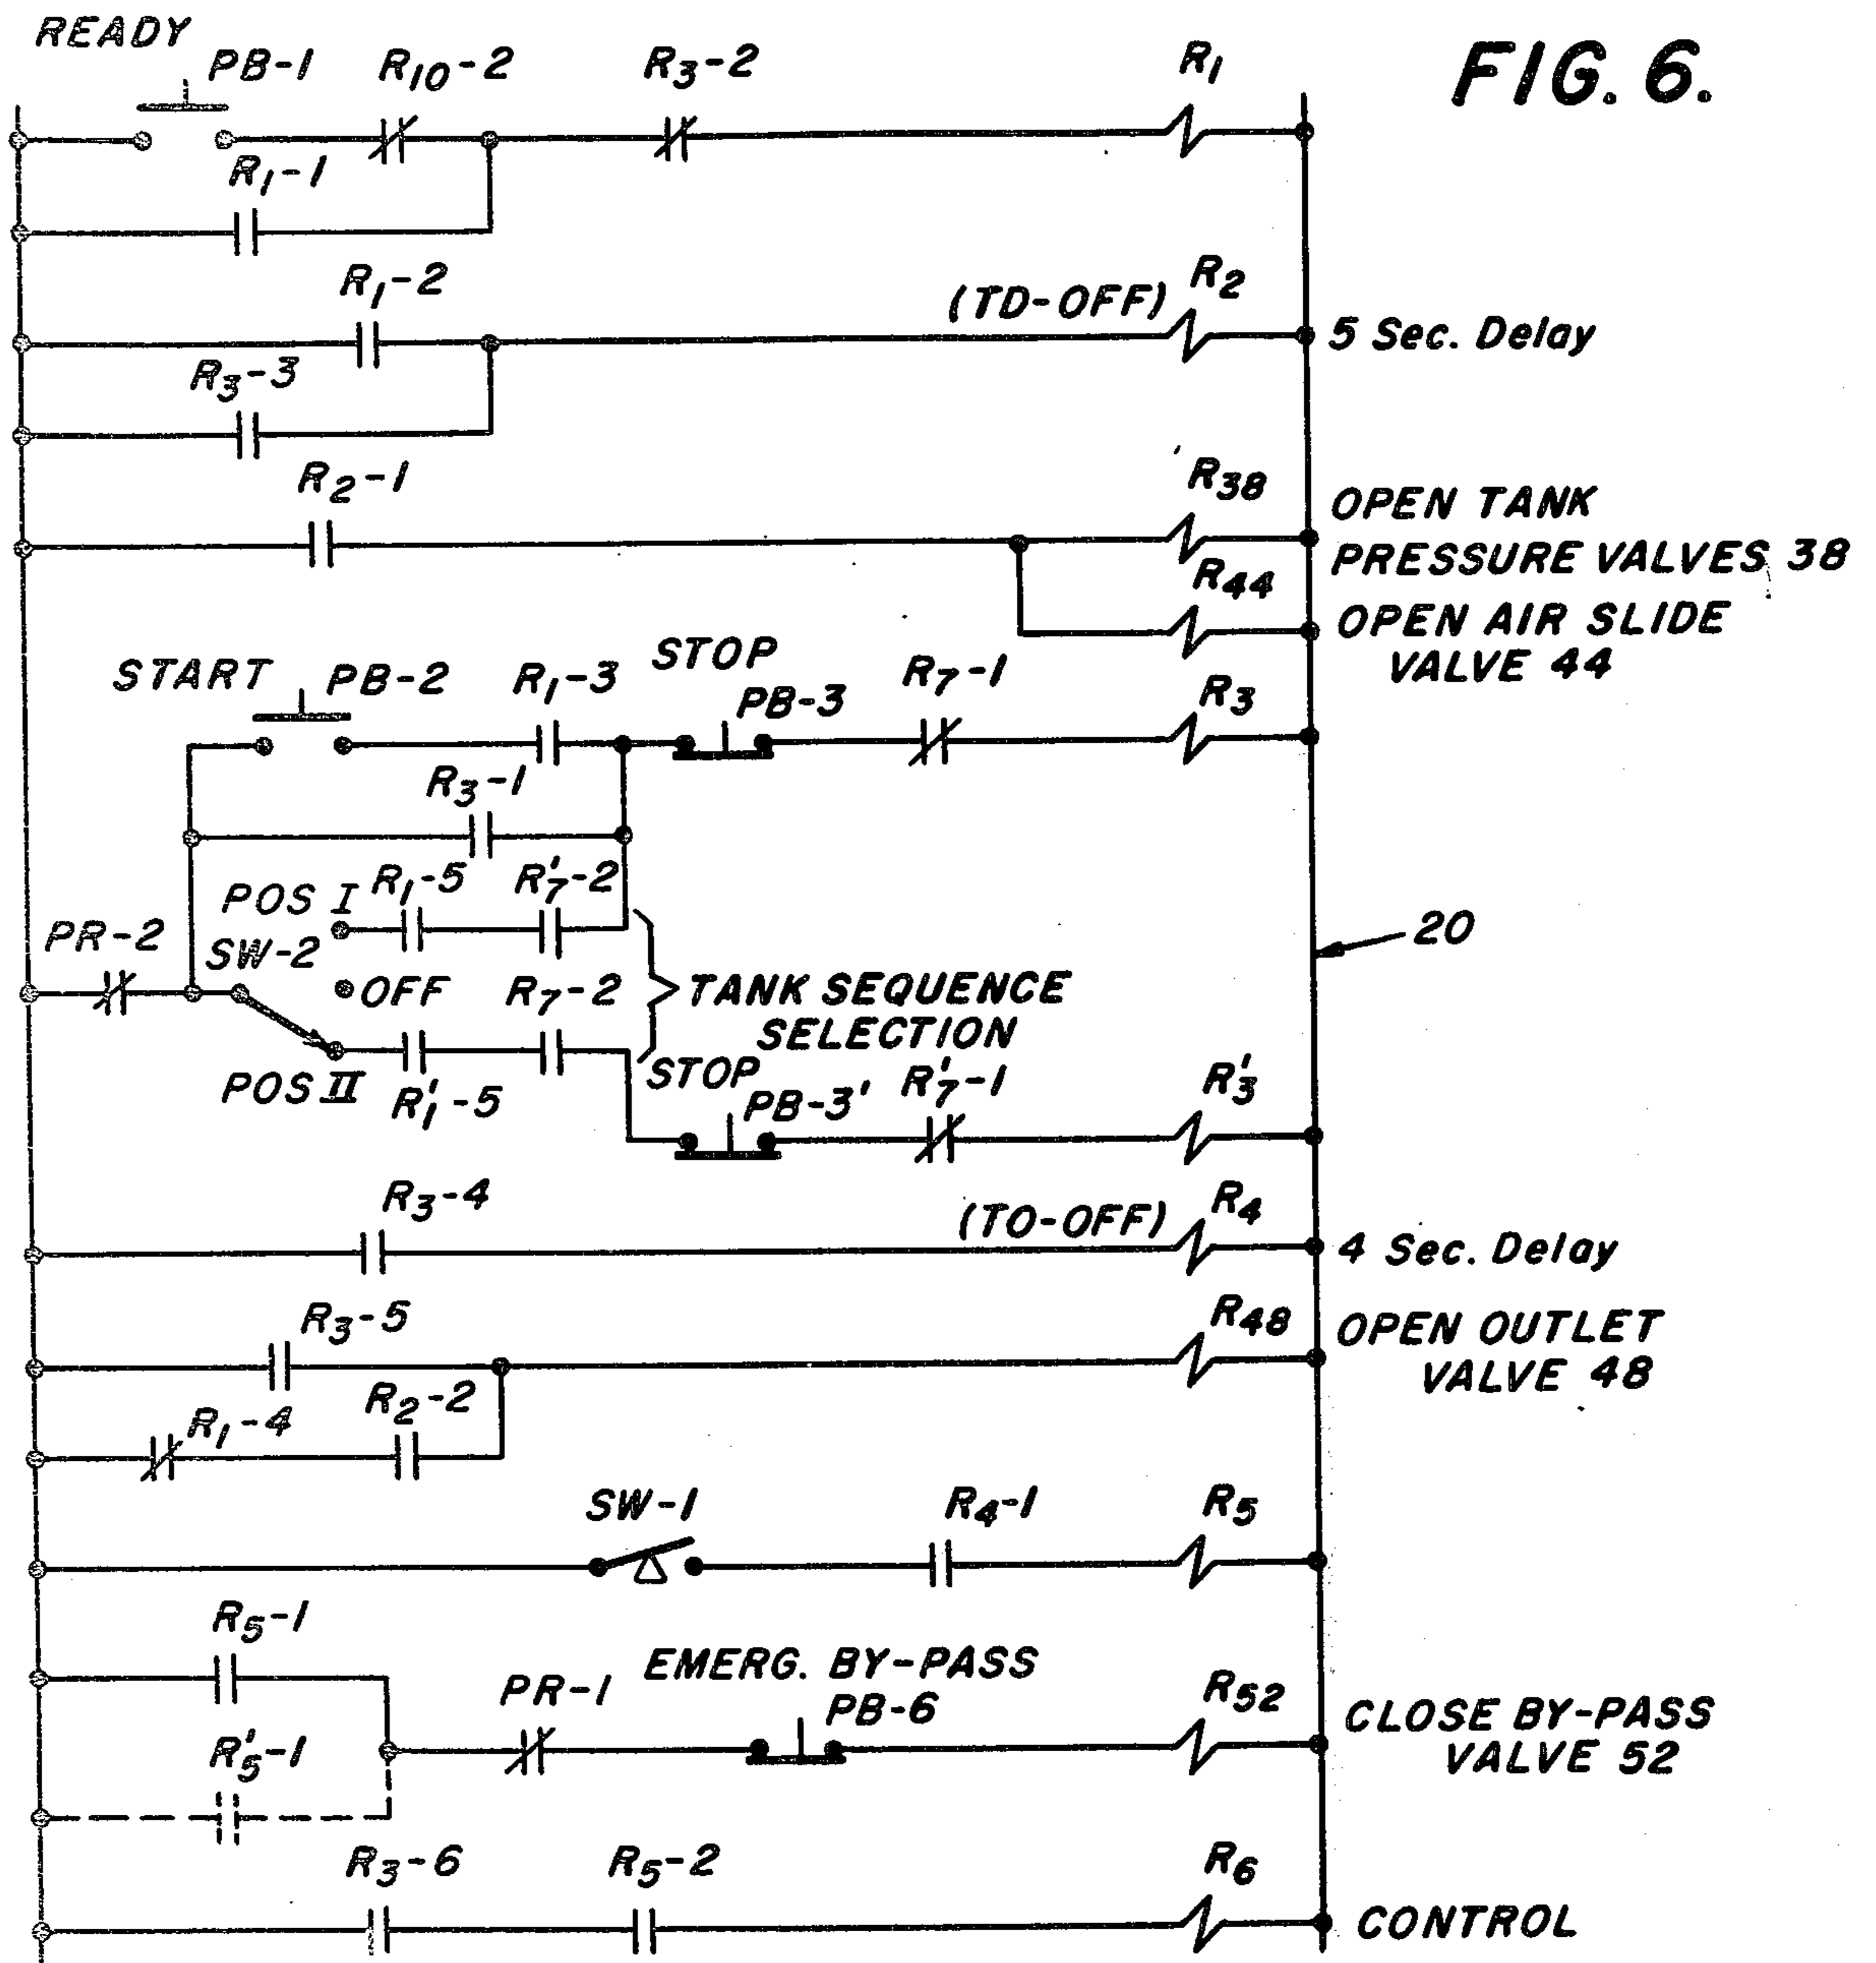 READY
FIG. 6.
PB-1
R10-2
R3-2
R1
R1-1
R1-2
(TD-OFF)
R2
5 Sec. Delay
R3-3
R2-1
R38
OPEN TANK
PRESSURE VALVES 38
R44
OPEN AIR SLIDE
VALVE 44
START
PB-2
R1-3
STOP
PB-3
R7-1
R3
R3-1
POS I
R1-5
R'7-2
PR-2
SW-2
20
OFF
R7-2
TANK SEQUENCE
SELECTION
POS II
R'1-5
STOP
PB-3'
R'7-1
R'3
R3-4
(TO-OFF)
R4
4 Sec. Delay
R3-5
R48
OPEN OUTLET
VALVE 48
R1-4
R2-2
SW-1
R4-1
R5
R5-1
PR-1
EMERG. BY-PASS
PB-6
R52
CLOSE BY-PASS
VALVE 52
R'5-1
R3-6
R5-2
R6
CONTROL